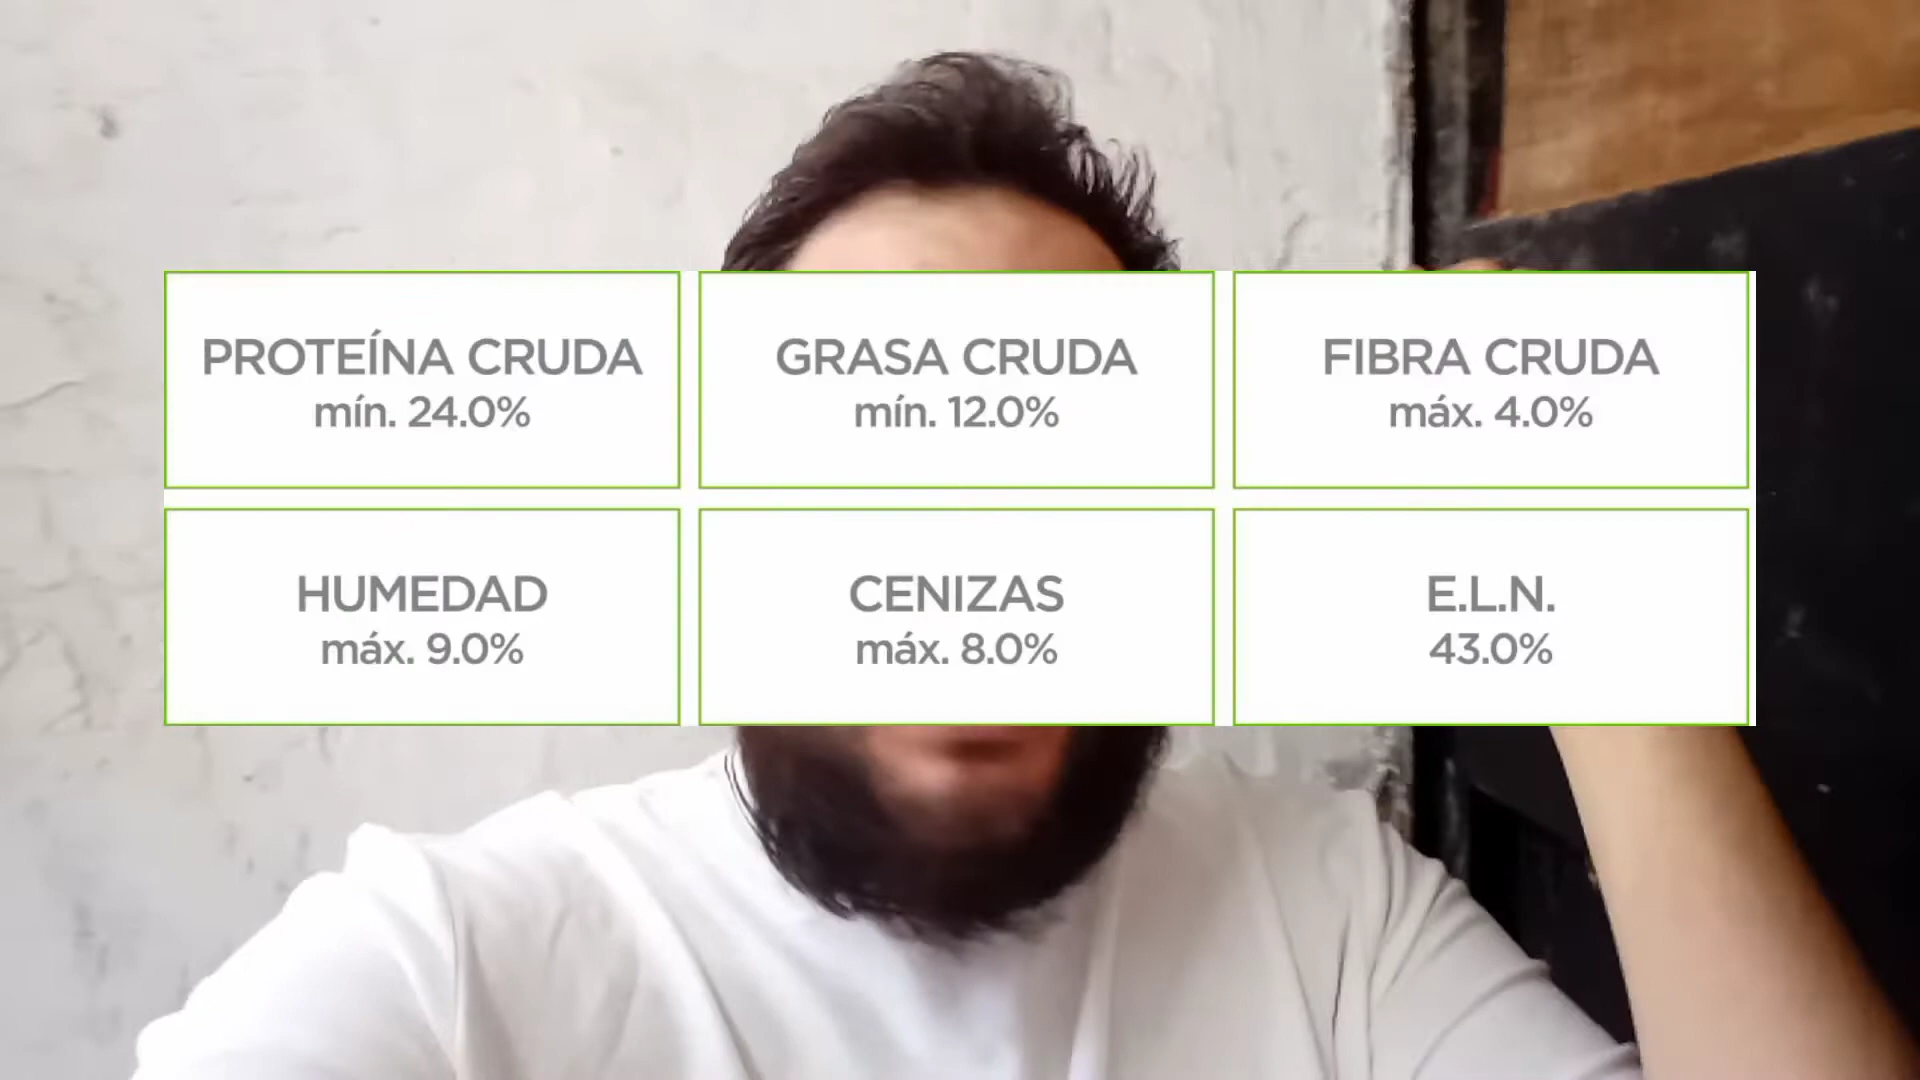 PROTEÍNA CRUDA
mín. 24.0%
GRASA CRUDA
mín. 12.0%
FIBRA CRUDA
máx. 4.0%
HUMEDAD
máx. 9.0%
CENIZAS
máx. 8.0%
E.L.N.
43.0%